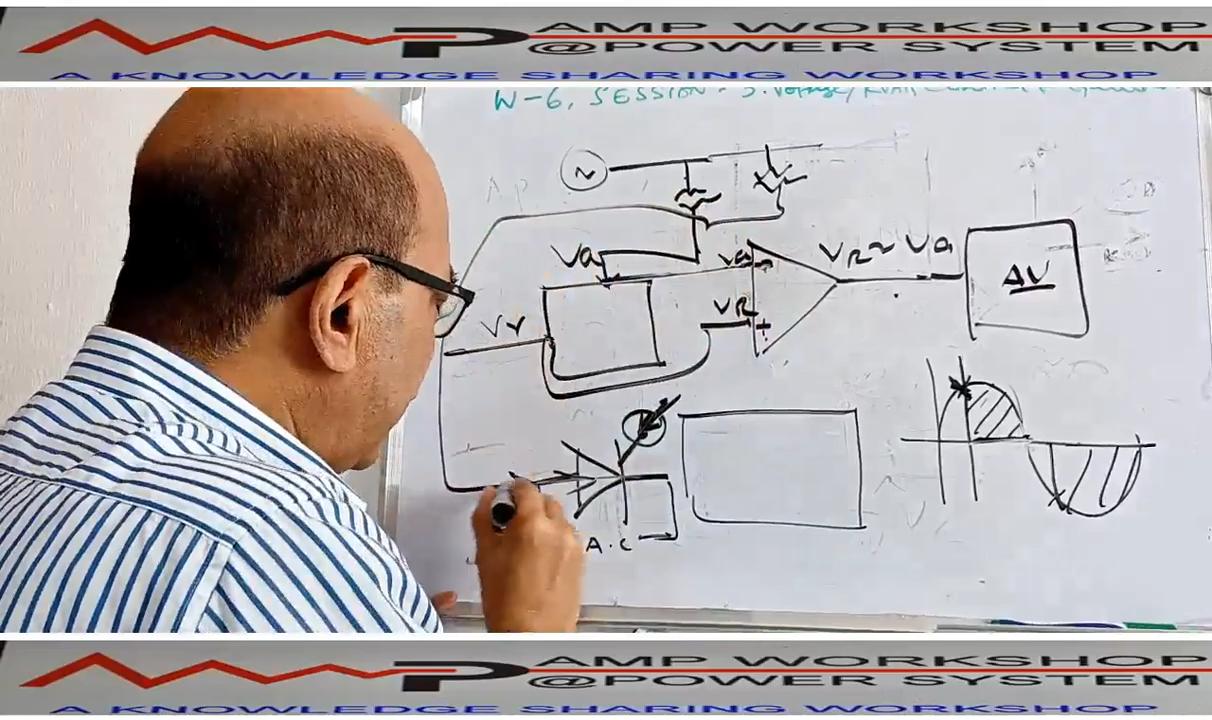 AMP WORKSHOP
@POWER SYSTEM
A KNOWLEDGE SHARING WORKSHOP
W-6, SESSION
~
Va
Va -
VR ~ Va
ΔV
Vr
VR
+
A.C
AMP WORKSHOP
@POWER SYSTEM
A KNOWLEDGE SHARING WORKSHOP